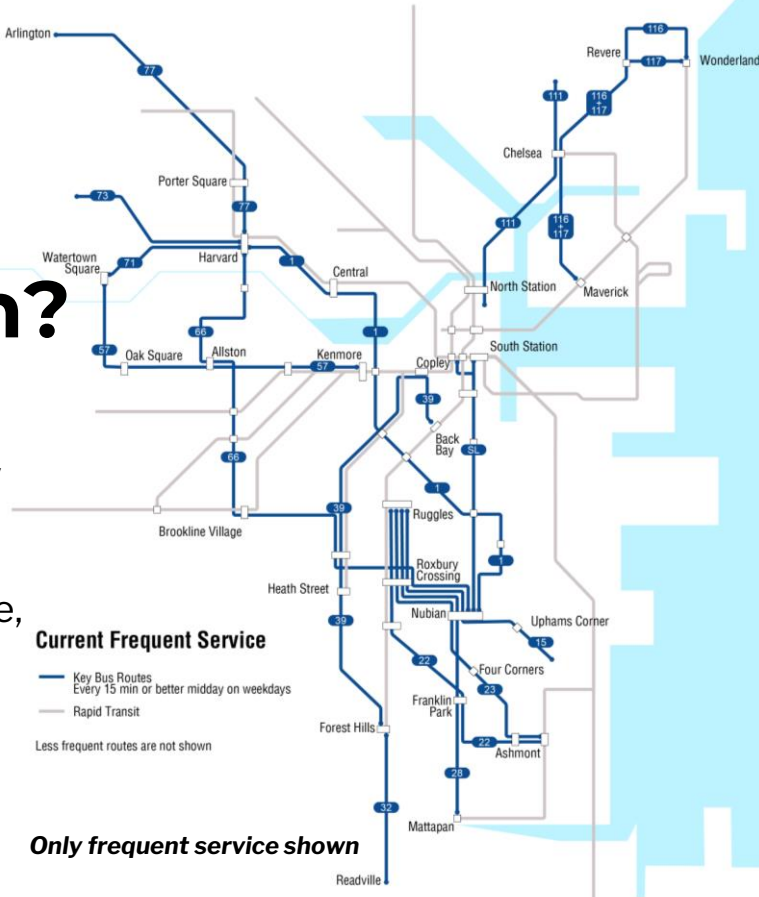 Arlington
116
Revere
117
Wonderland
77
111
116
+
117
Chelsea
Porter Square
73
77
111
116
+
117
Watertown
Square
71
Harvard
1
Central
North Station
Maverick
n?
66
1
57
Oak Square
Allston
Kenmore
57
Copley
South Station
39
Back
Bay
SL
66
1
39
Ruggles
Brookline Village
1
Roxbury
Crossing
Heath Street
e,
Nubian
39
Uphams Corner
15
Current Frequent Service
Key Bus Routes
Every 15 min or better midday on weekdays
Rapid Transit
Less frequent routes are not shown
22
Four Corners
23
Franklin
Park
Forest Hills
22
Ashmont
28
32
Mattapan
Only frequent service shown
Readville